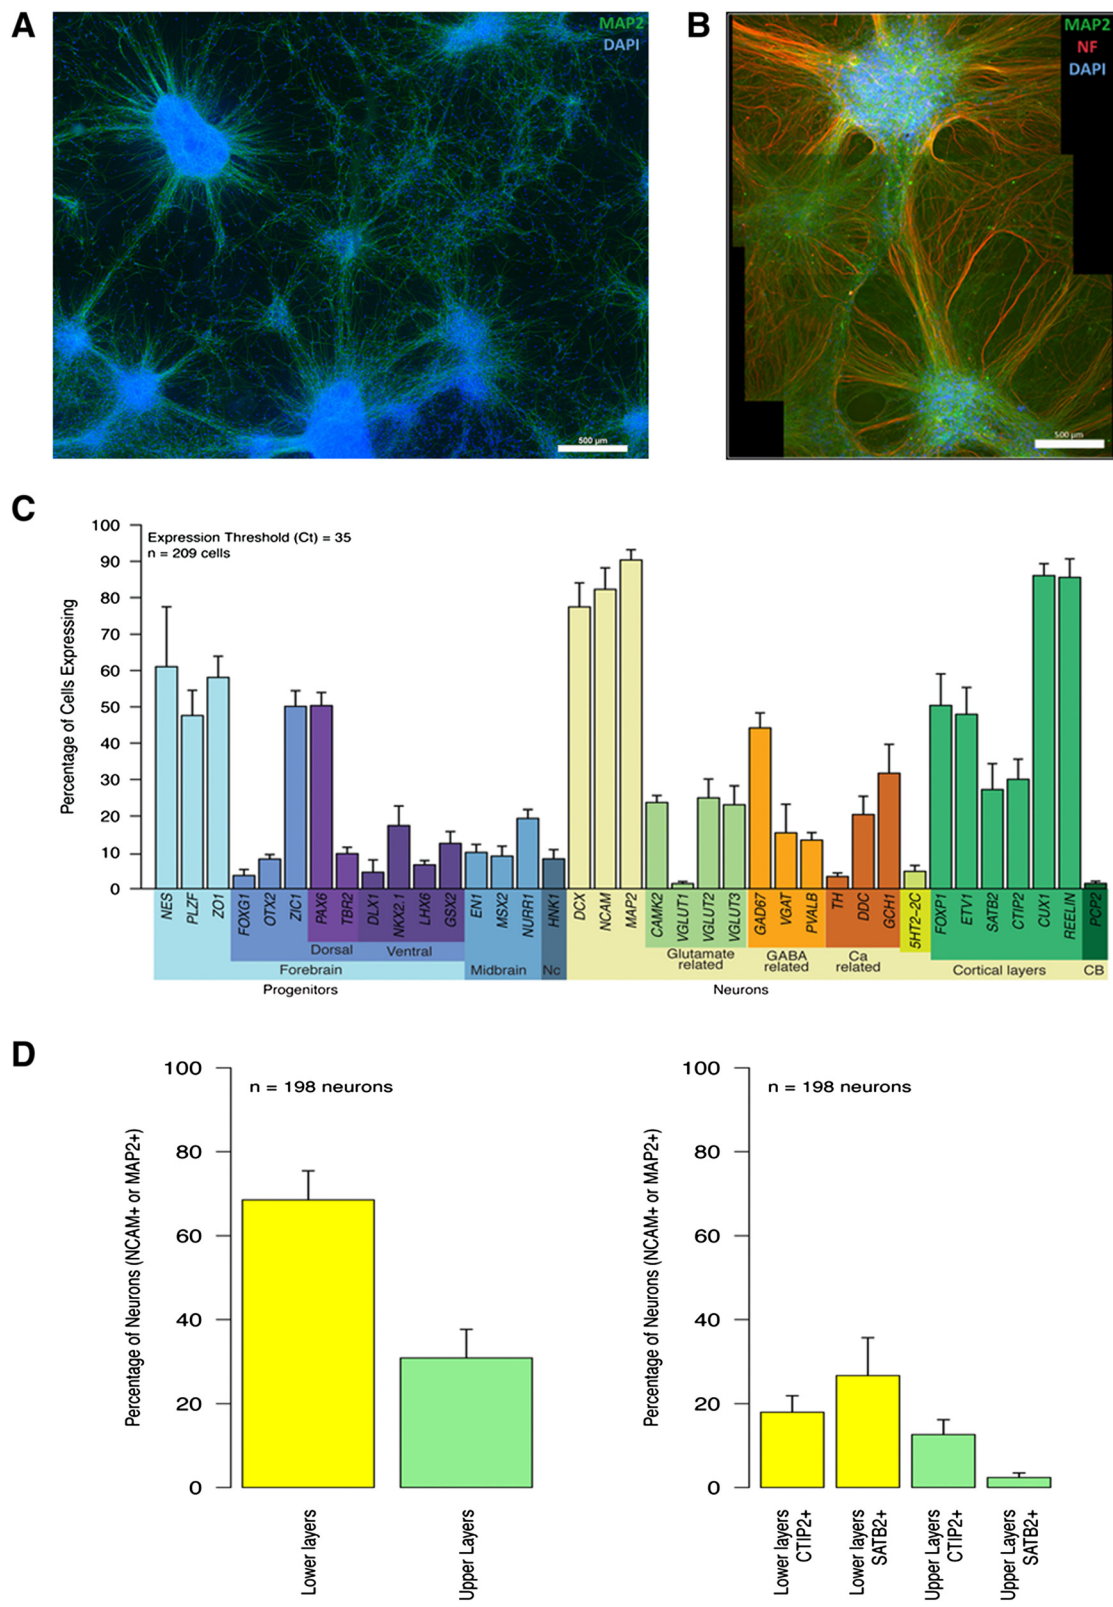 A
MAP2
DAPI
500 µm
B
MAP2
NF
DAPI
500 µm
C
Expression Threshold (Ct) = 35
n = 209 cells
Percentage of Cells Expressing
100
90
80
70
60
50
40
30
20
10
0
NES
PLZF
ZO1
FOXG1
OTX2
ZIC1
PAX6
TBR2
DLX1
NKX2.1
LHX6
GSX2
EN1
MSX2
NURR1
HNK1
DCX
NCAM
MAP2
CAMK2
VGLUT1
VGLUT2
VGLUT3
GAD67
VGAT
PVALB
TH
DDC
GCH1
5HT2-2C
FOXP1
ETV1
SATB2
CTIP2
CUX1
REELIN
PCP2
Dorsal
Ventral
Forebrain
Midbrain
Nc
Glutamate
related
GABA
related
Ca
related
Cortical layers
CB
Progenitors
Neurons
D
n = 198 neurons
Percentage of Neurons (NCAM+ or MAP2+)
100
80
60
40
20
0
Lower layers
Upper Layers
n = 198 neurons
Percentage of Neurons (NCAM+ or MAP2+)
100
80
60
40
20
0
Lower layers
CTIP2+
Lower layers
SATB2+
Upper Layers
CTIP2+
Upper Layers
SATB2+